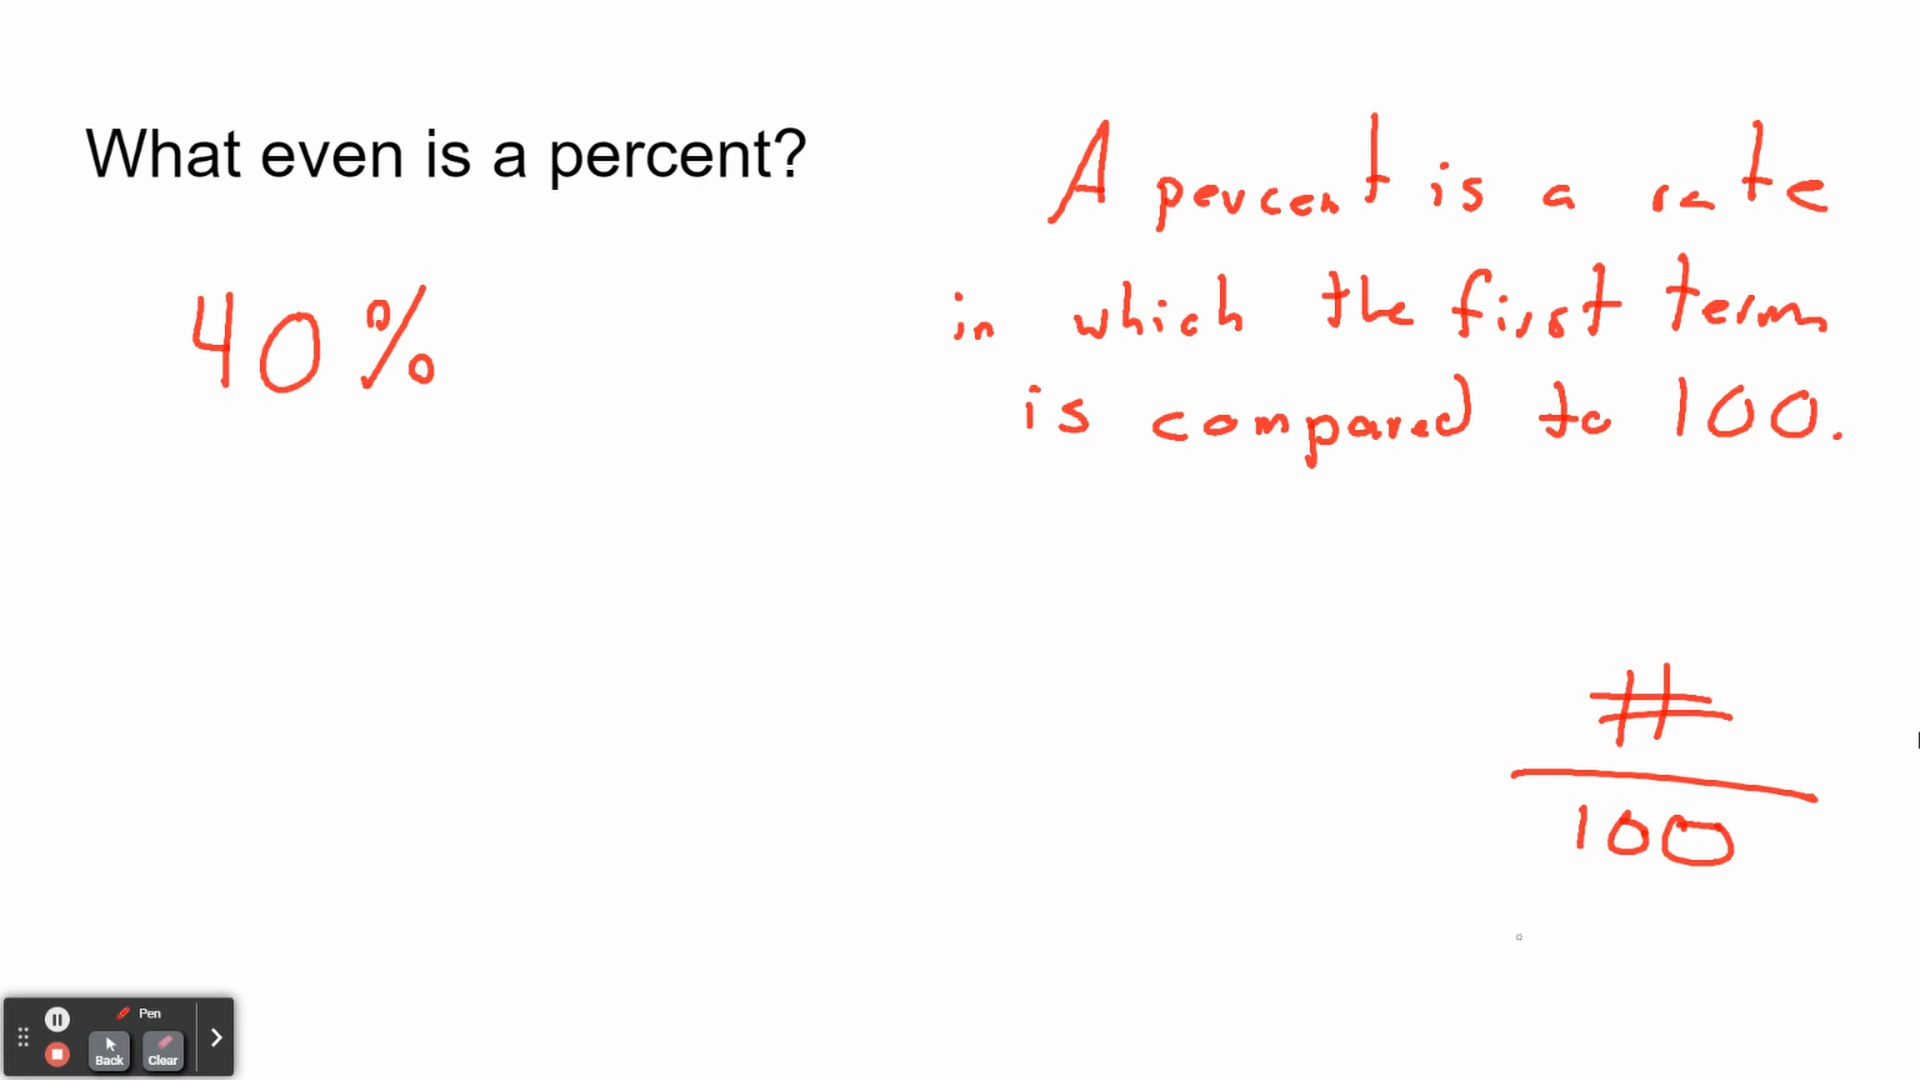 What even is a percent?
40%
A percent is a rate
in which the first term
is compared to 100.
#
100
Pen
Back
Clear